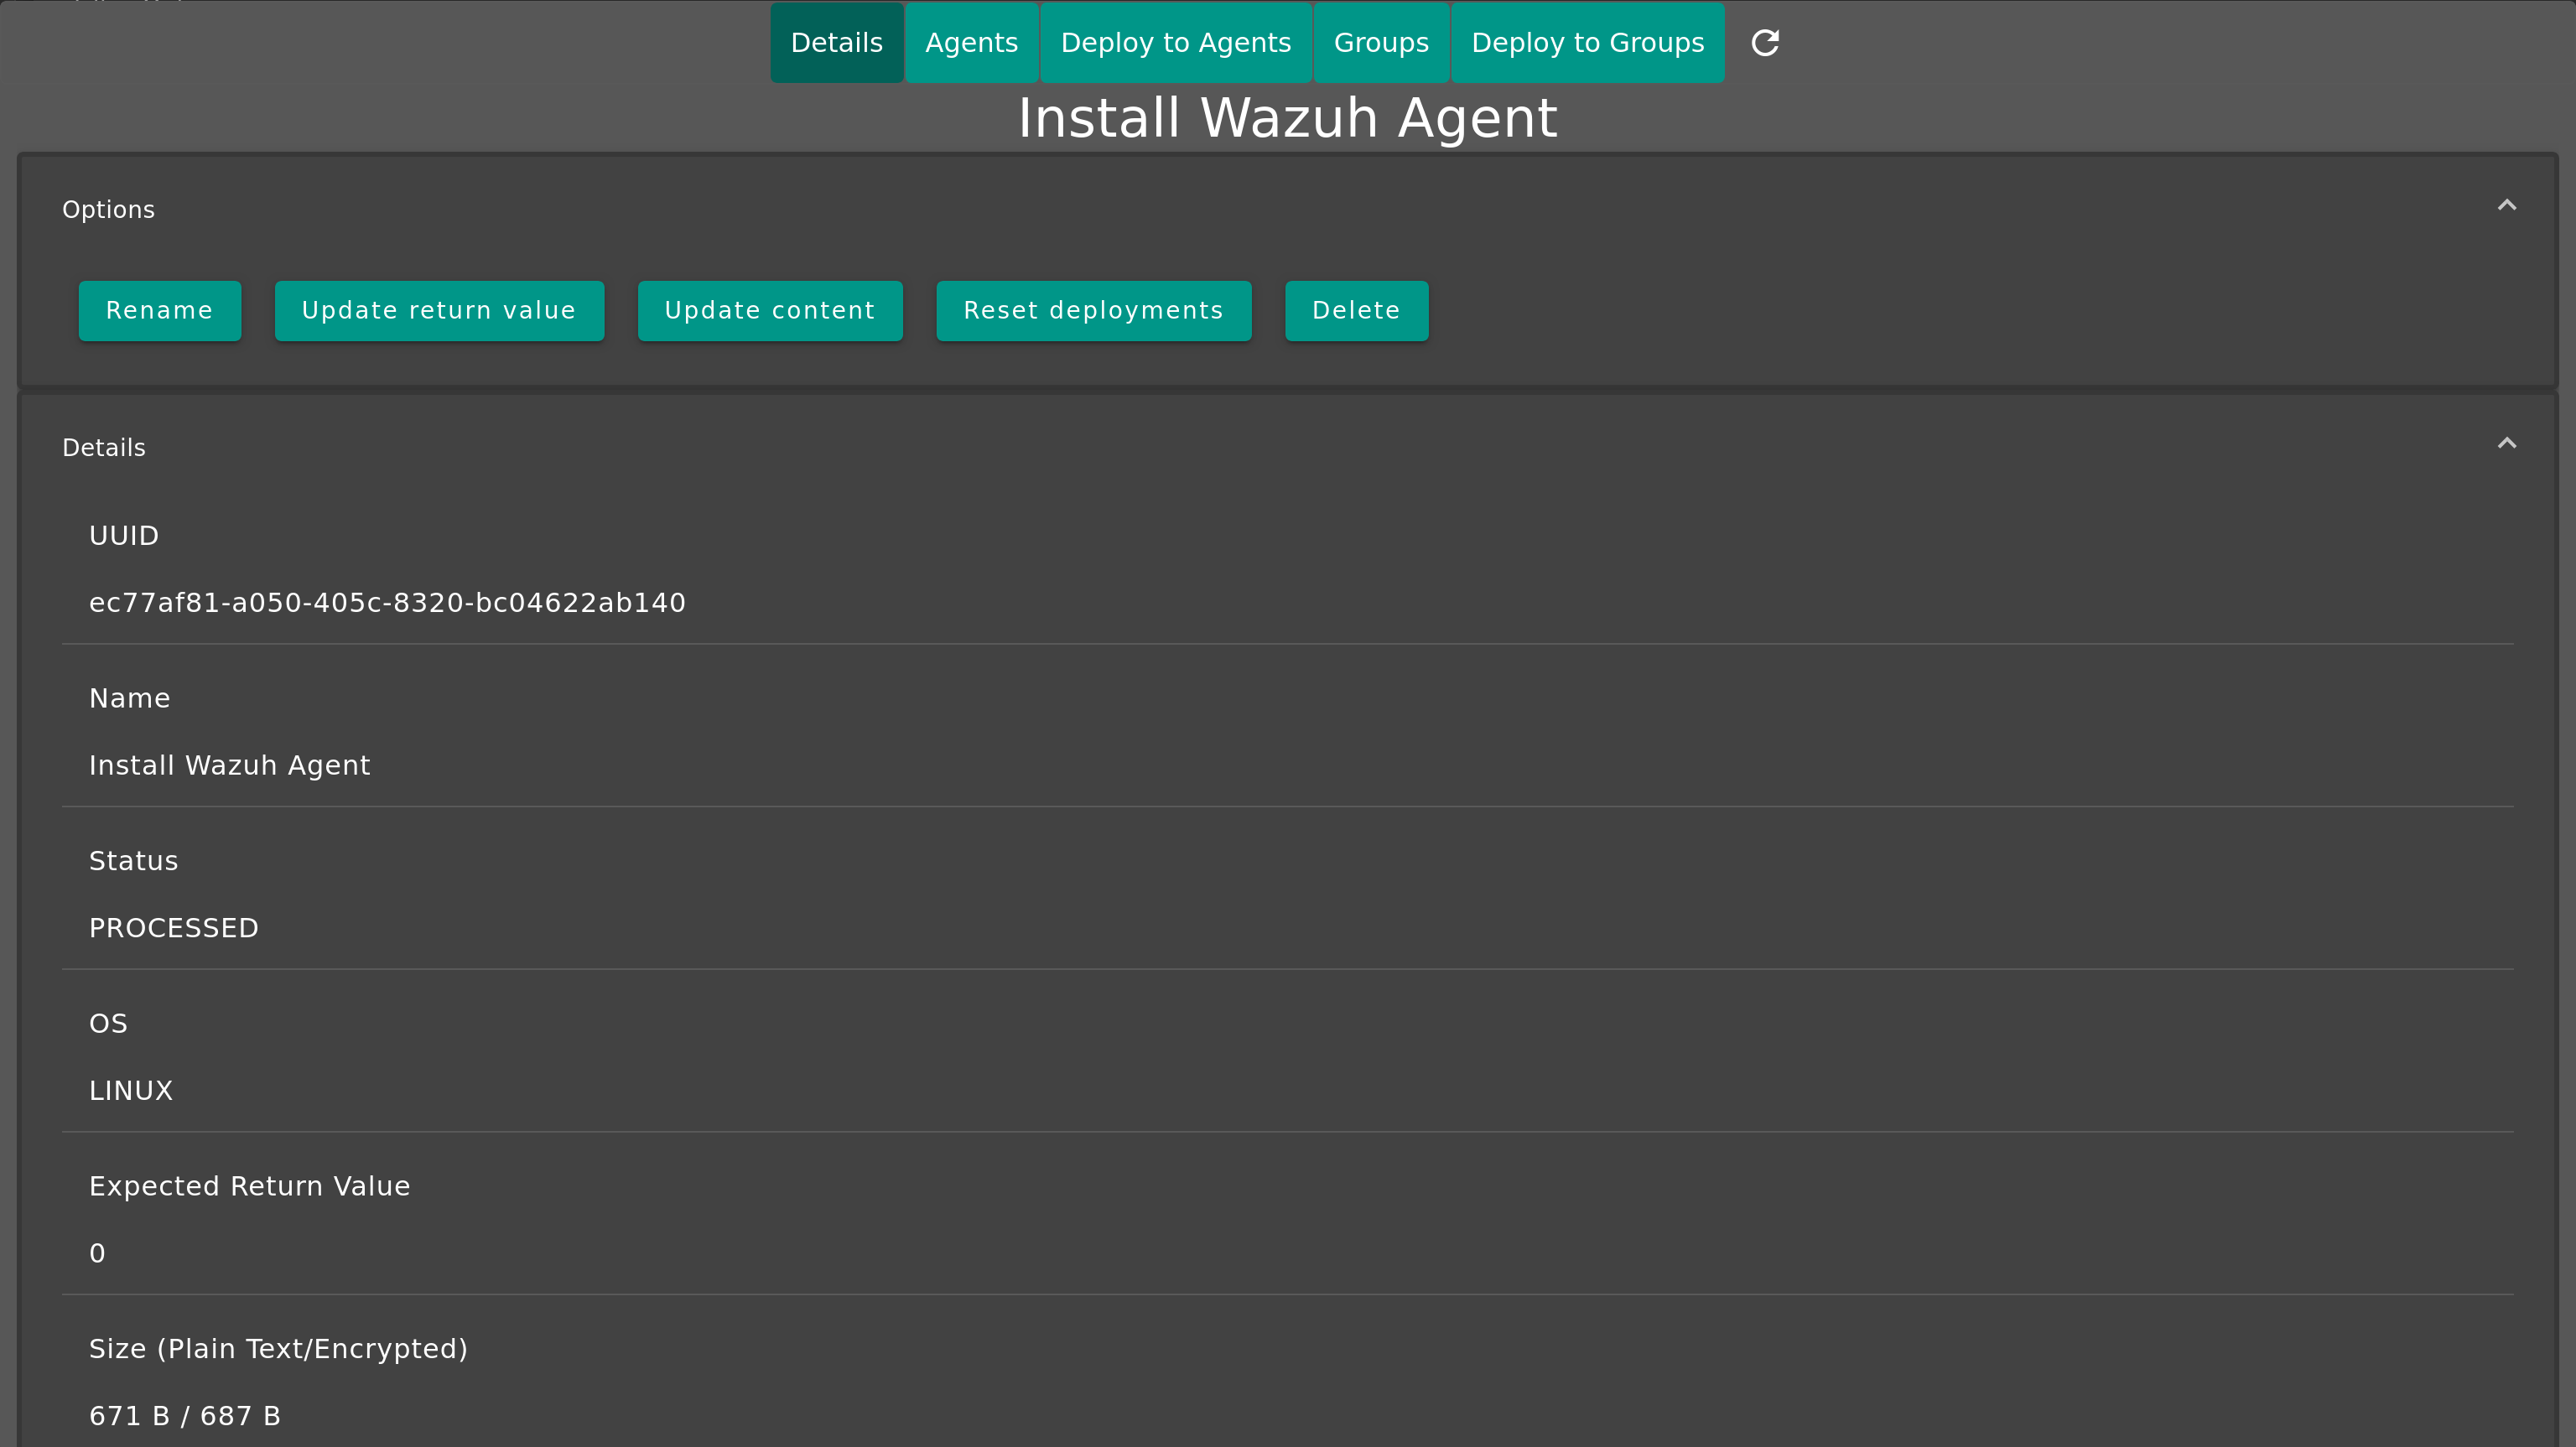 Details Agents Deploy to Agents Groups Deploy to Groups
Install Wazuh Agent
Options
Rename Update return value Update content Reset deployments Delete
Details
UUID
ec77af81-a050-405c-8320-bc04622ab140
Name
Install Wazuh Agent
Status
PROCESSED
OS
LINUX
Expected Return Value
0
Size (Plain Text/Encrypted)
671 B / 687 B